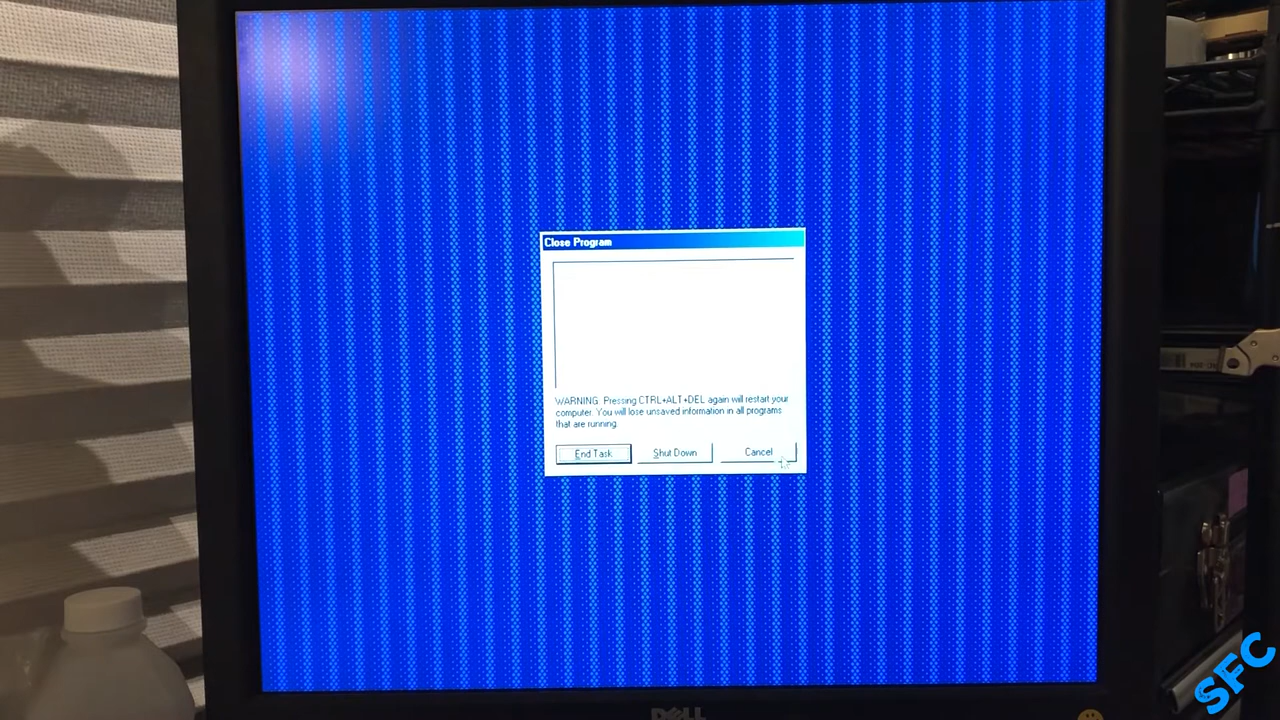 Close Program
WARNING: Pressing CTRL+ALT+DEL again will restart your
computer. You will lose unsaved information in all programs
that are running.
End Task
Shut Down
Cancel
DELL
SFC